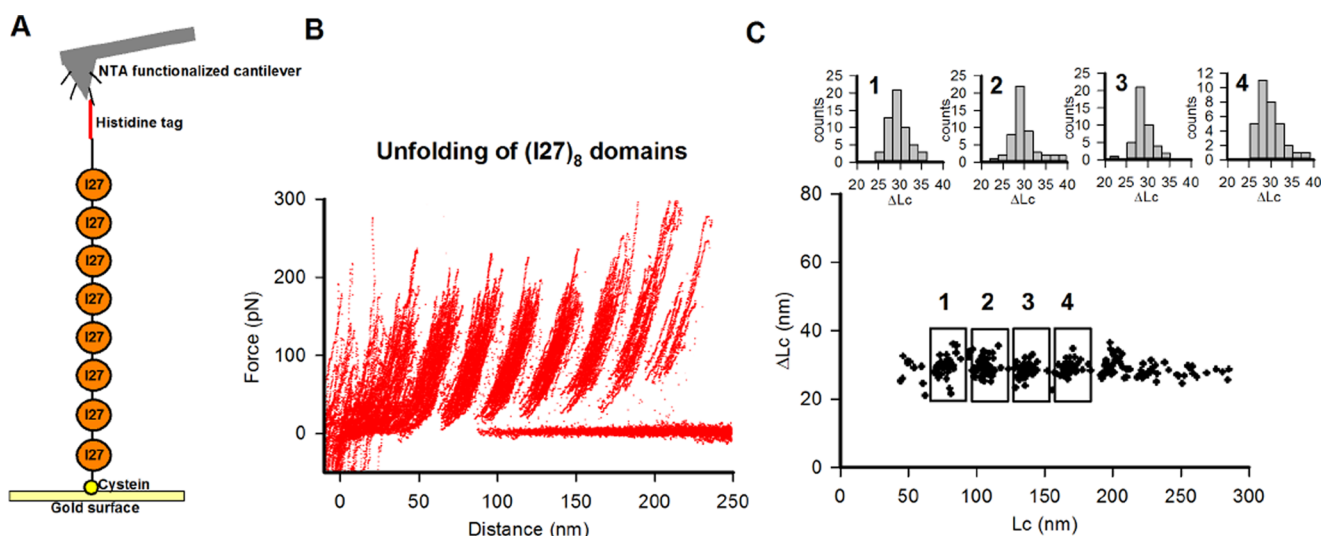 A
NTA functionalized cantilever
Histidine tag
I27
I27
I27
I27
I27
I27
I27
I27
Cystein
Gold surface
B
Unfolding of (I27)8 domains
300
200
100
0
Force (pN)
0 50 100 150 200 250
Distance (nm)
C
25
20
15
10
5
0
counts
1
20 25 30 35 40
ΔLc
25
20
15
10
5
0
counts
2
20 25 30 35 40
ΔLc
25
20
15
10
5
0
counts
3
20 25 30 35 40
ΔLc
12
10
8
6
4
2
0
counts
4
20 25 30 35 40
ΔLc
80
60
40
20
0
ΔLc (nm)
1 2 3 4
0 50 100 150 200 250 300
Lc (nm)